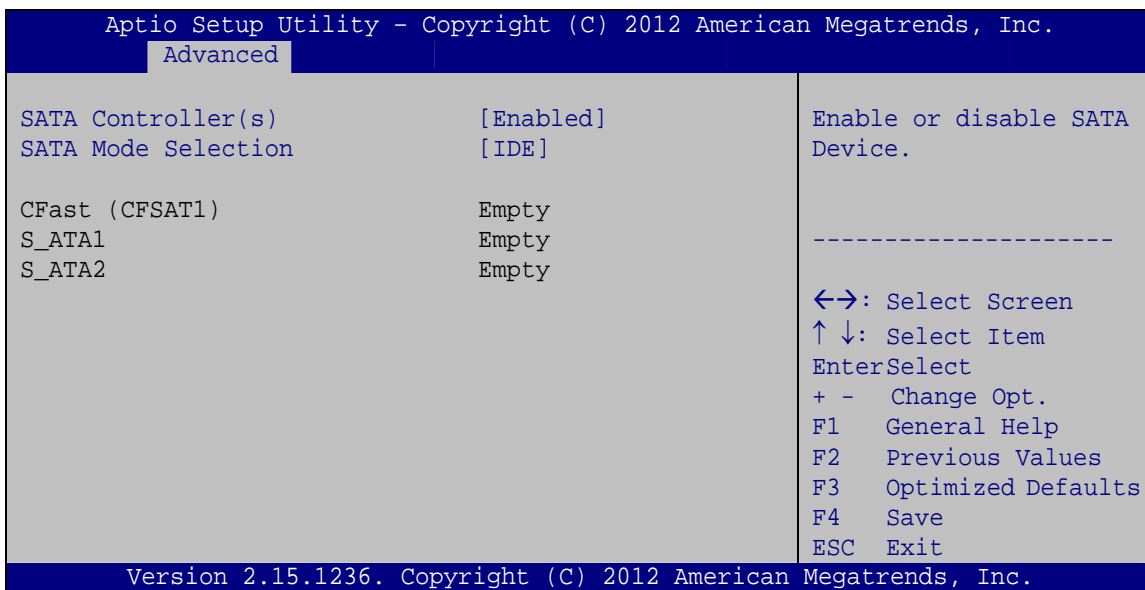 Aptio Setup Utility – Copyright (C) 2012 American Megatrends, Inc.
Advanced
SATA Controller(s) [Enabled]
SATA Mode Selection [IDE]
CFast (CFSAT1) Empty
S_ATA1 Empty
S_ATA2 Empty
Enable or disable SATA
Device.
---------------------
←→: Select Screen
↑ ↓: Select Item
EnterSelect
+ - Change Opt.
F1 General Help
F2 Previous Values
F3 Optimized Defaults
F4 Save
ESC Exit
Version 2.15.1236. Copyright (C) 2012 American Megatrends, Inc.